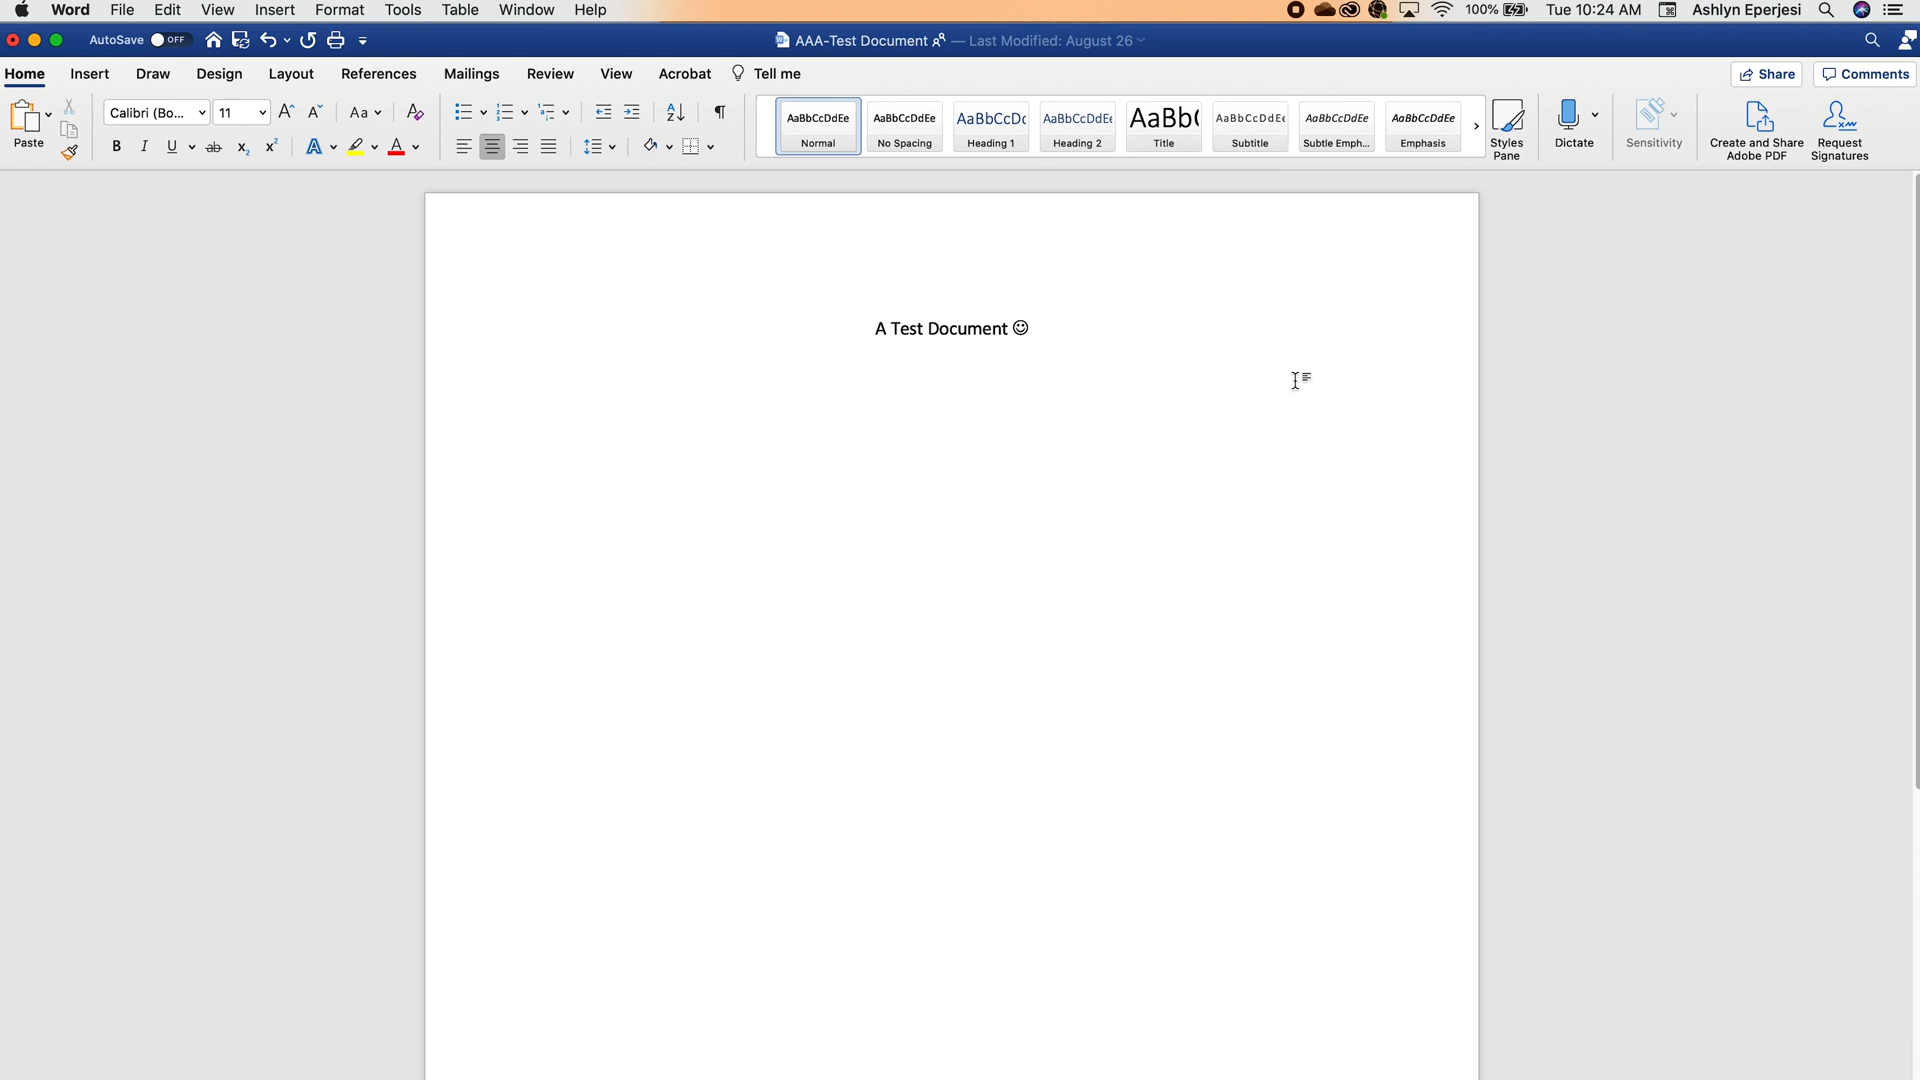 Word File Edit View Insert Format Tools Table Window Help 100% Tue 10:24 AM Ashlyn Eperjesi
AutoSave OFF AAA-Test Document — Last Modified: August 26
Home Insert Draw Design Layout References Mailings Review View Acrobat Tell me Share Comments
Paste
Calibri (Bo... 11 Aa
B I U ab x₂ x² A A
AaBbCcDdEe AaBbCcDdEe AaBbCcDc AaBbCcDdEe AaBb( AaBbCcDdEe AaBbCcDdEe AaBbCcDdEe
Normal No Spacing Heading 1 Heading 2 Title Subtitle Subtle Emph... Emphasis
Styles Pane
Dictate
Sensitivity
Create and Share Adobe PDF
Request Signatures
A Test Document ☺